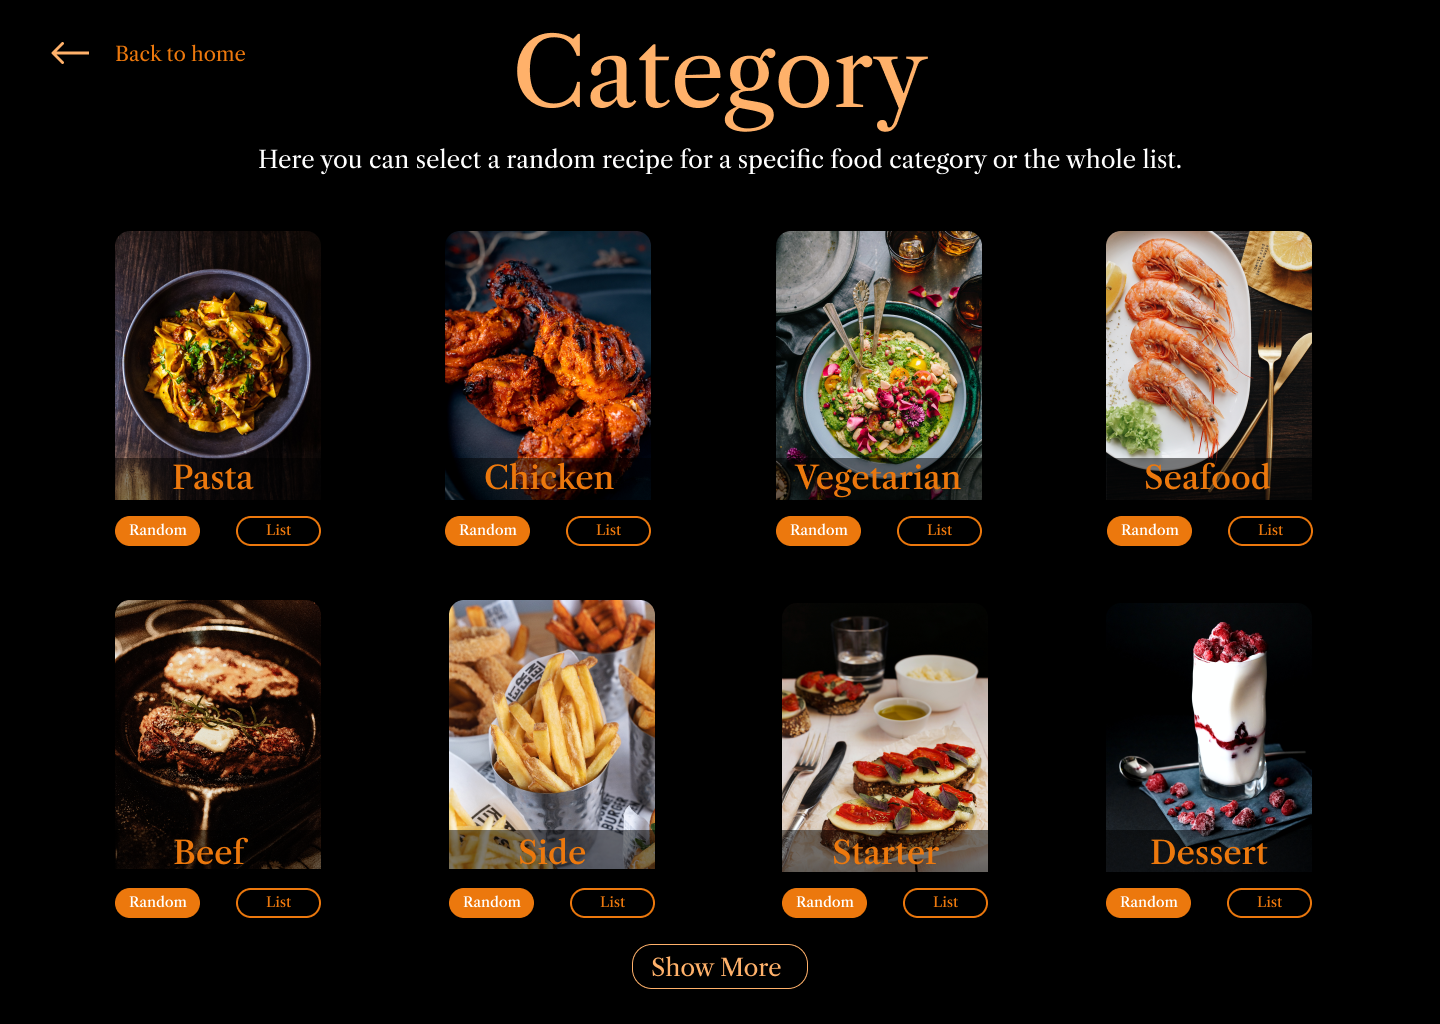 Back to home
Category
Here you can select a random recipe for a specific food category or the whole list.
Pasta
Chicken
Vegetarian
Seafood
Random
List
Random
List
Random
List
Random
List
Beef
Side
Starter
Dessert
Random
List
Random
List
Random
List
Random
List
Show More